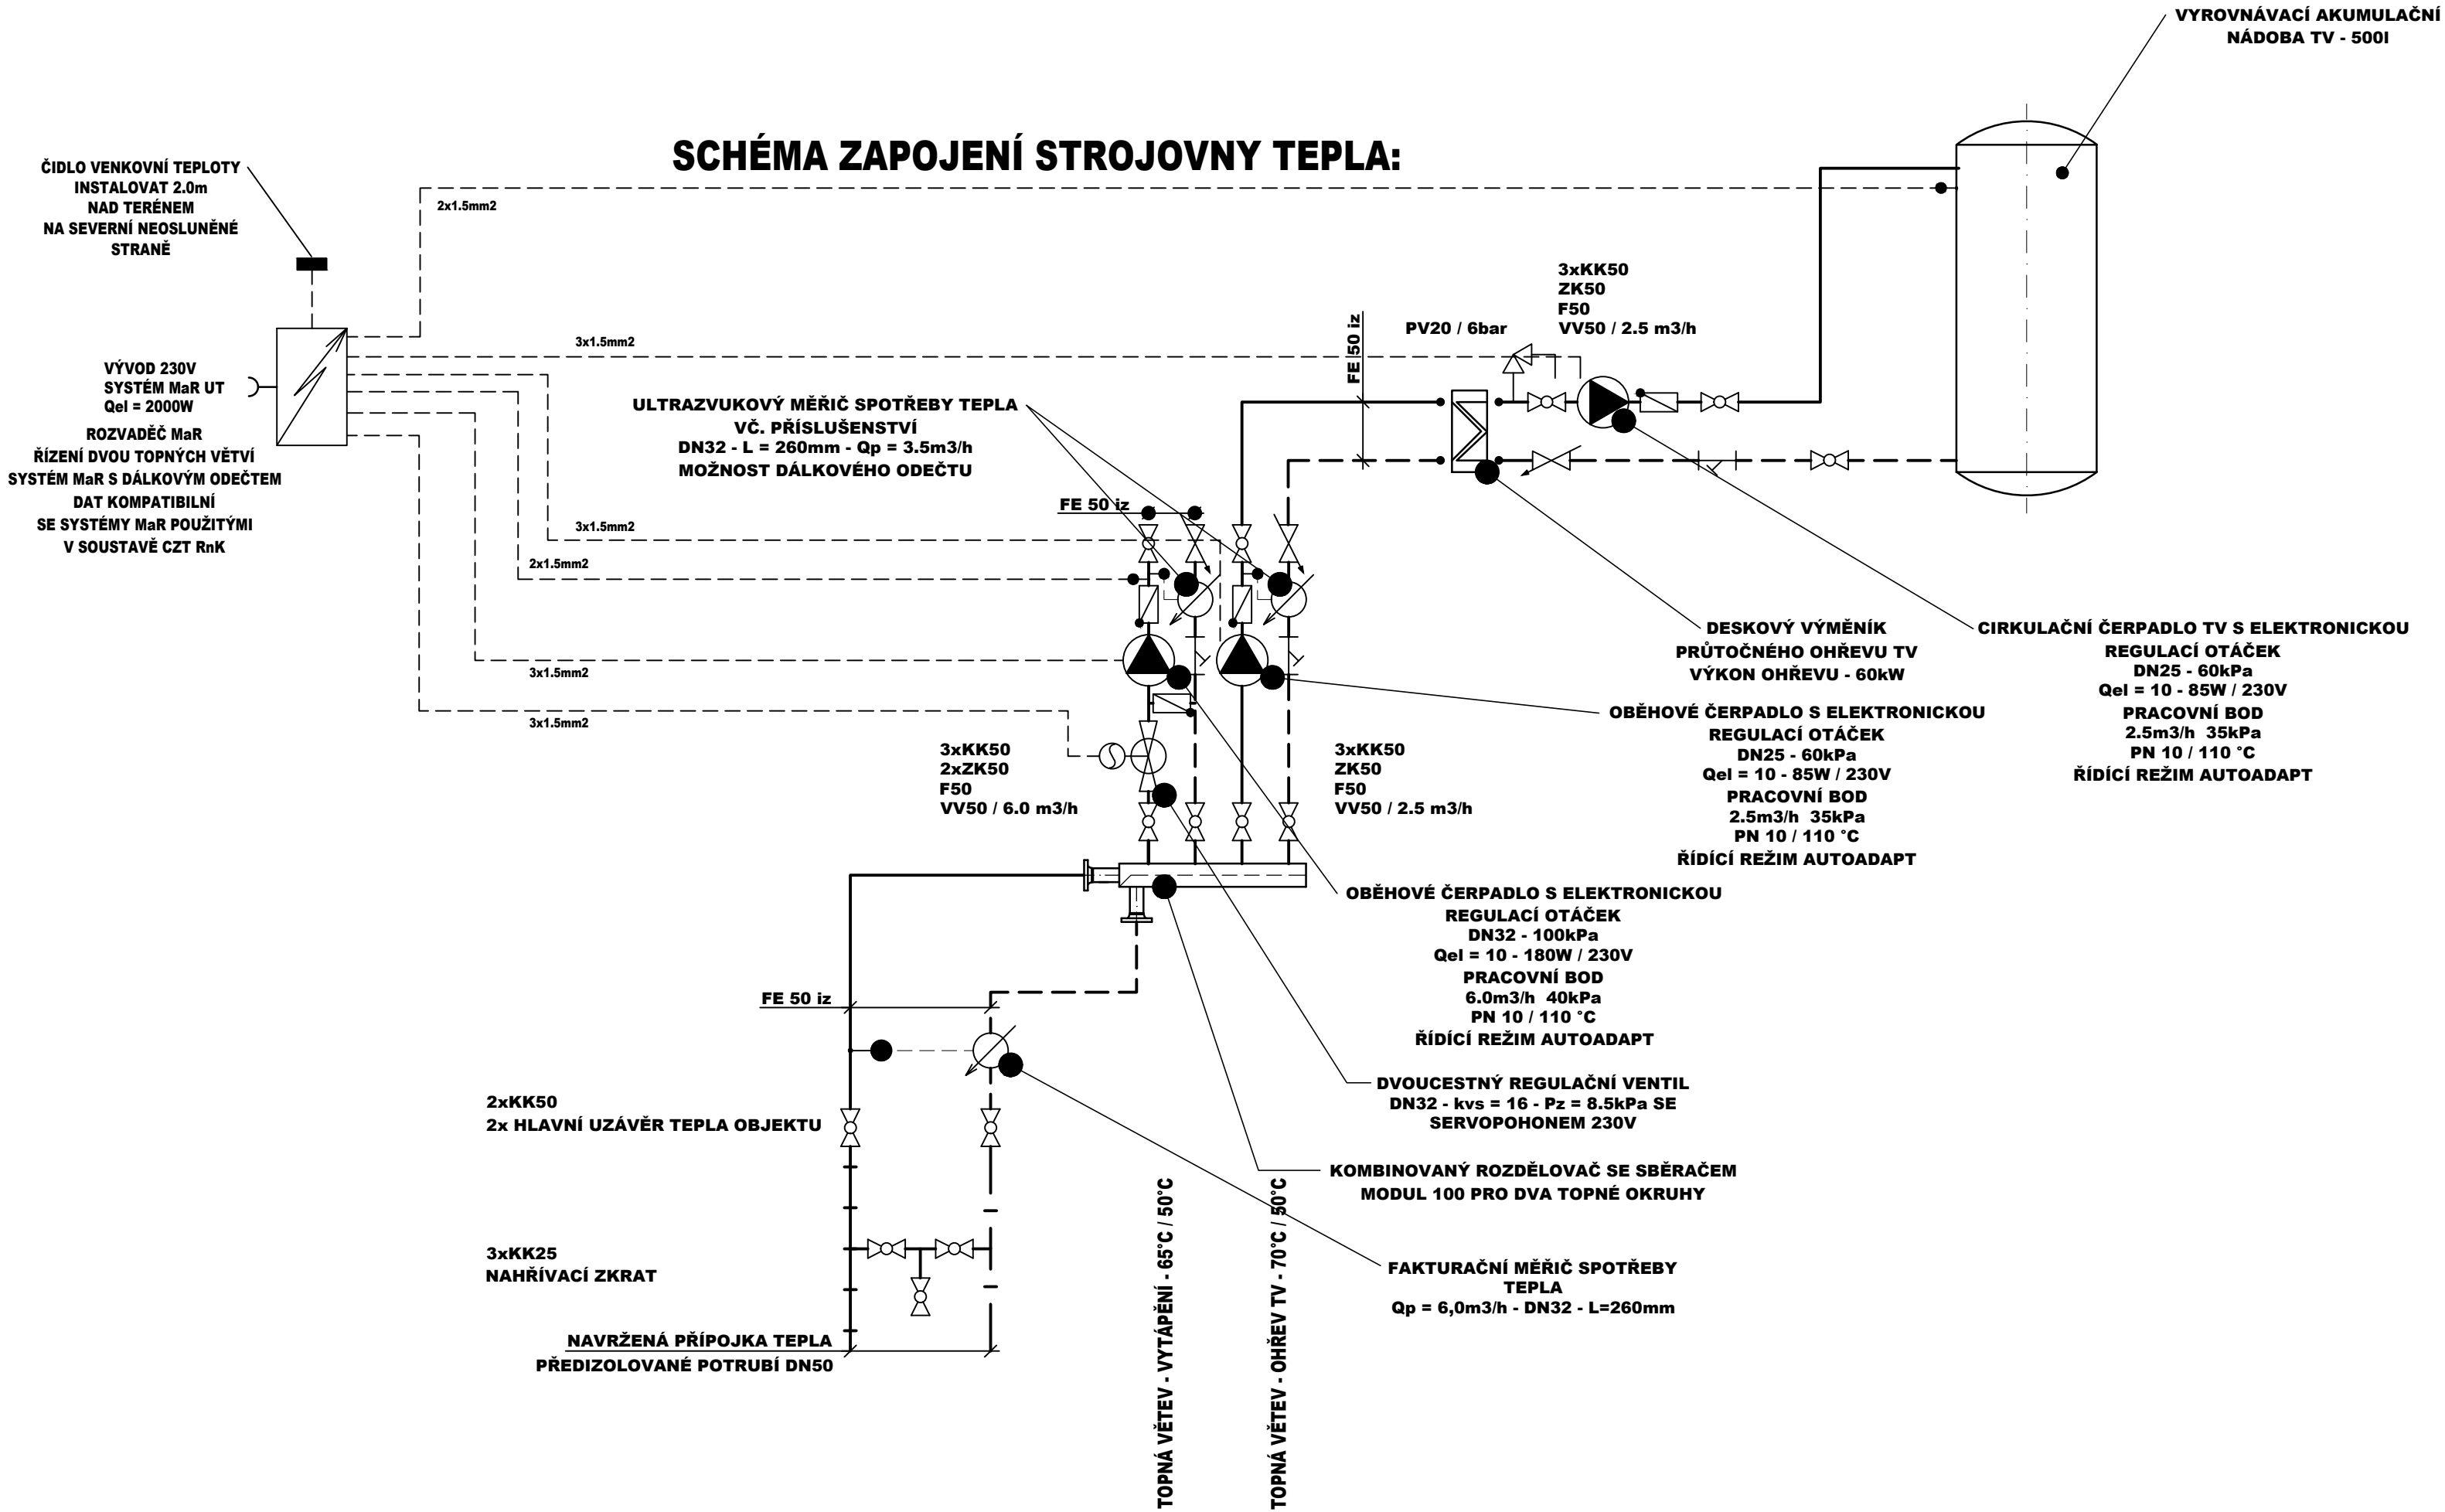 VYROVNÁVACÍ AKUMULAČNÍ
NÁDOBA TV - 500l
SCHÉMA ZAPOJENÍ STROJOVNY TEPLA:
ČIDLO VENKOVNÍ TEPLOTY
INSTALOVAT 2.0m
NAD TERÉNEM
NA SEVERNÍ NEOSLUNĚNÉ
STRANĚ
2x1.5mm2
3x1.5mm2
VÝVOD 230V
SYSTÉM MaR UT
Qel = 2000W
ROZVADĚČ MaR
ŘÍZENÍ DVOU TOPNÝCH VĚTVÍ
SYSTÉM MaR S DÁLKOVÝM ODEČTEM
DAT KOMPATIBILNÍ
SE SYSTÉMY MaR POUŽITÝMI
V SOUSTAVĚ CZT RnK
ULTRAZVUKOVÝ MĚŘIČ SPOTŘEBY TEPLA
VČ. PŘÍSLUŠENSTVÍ
DN32 - L = 260mm - Qp = 3.5m3/h
MOŽNOST DÁLKOVÉHO ODEČTU
FE 50 iz
PV20 / 6bar
3xKK50
ZK50
F50
VV50 / 2.5 m3/h
FE 50 iz
3x1.5mm2
2x1.5mm2
3x1.5mm2
3x1.5mm2
DESKOVÝ VÝMĚNÍK
PRŮTOČNÉHO OHŘEVU TV
VÝKON OHŘEVU - 60kW
CIRKULAČNÍ ČERPADLO TV S ELEKTRONICKOU
REGULACÍ OTÁČEK
DN25 - 60kPa
Qel = 10 - 85W / 230V
PRACOVNÍ BOD
2.5m3/h 35kPa
PN 10 / 110 °C
ŘÍDÍCÍ REŽIM AUTOADAPT
OBĚHOVÉ ČERPADLO S ELEKTRONICKOU
REGULACÍ OTÁČEK
DN25 - 60kPa
Qel = 10 - 85W / 230V
PRACOVNÍ BOD
2.5m3/h 35kPa
PN 10 / 110 °C
ŘÍDÍCÍ REŽIM AUTOADAPT
3xKK50
2xZK50
F50
VV50 / 6.0 m3/h
3xKK50
ZK50
F50
VV50 / 2.5 m3/h
OBĚHOVÉ ČERPADLO S ELEKTRONICKOU
REGULACÍ OTÁČEK
DN32 - 100kPa
Qel = 10 - 180W / 230V
PRACOVNÍ BOD
6.0m3/h 40kPa
PN 10 / 110 °C
ŘÍDÍCÍ REŽIM AUTOADAPT
FE 50 iz
DVOUCESTNÝ REGULAČNÍ VENTIL
DN32 - kvs = 16 - Pz = 8.5kPa SE
SERVOPOHONEM 230V
2xKK50
2x HLAVNÍ UZÁVĚR TEPLA OBJEKTU
KOMBINOVANÝ ROZDĚLOVAČ SE SBĚRAČEM
MODUL 100 PRO DVA TOPNÉ OKRUHY
3xKK25
NAHŘÍVACÍ ZKRAT
FAKTURAČNÍ MĚŘIČ SPOTŘEBY
TEPLA
Qp = 6,0m3/h - DN32 - L=260mm
NAVRŽENÁ PŘÍPOJKA TEPLA
PŘEDIZOLOVANÉ POTRUBÍ DN50
TOPNÁ VĚTEV - VYTÁPĚNÍ - 65°C / 50°C
TOPNÁ VĚTEV - OHŘEV TV - 70°C / 50°C